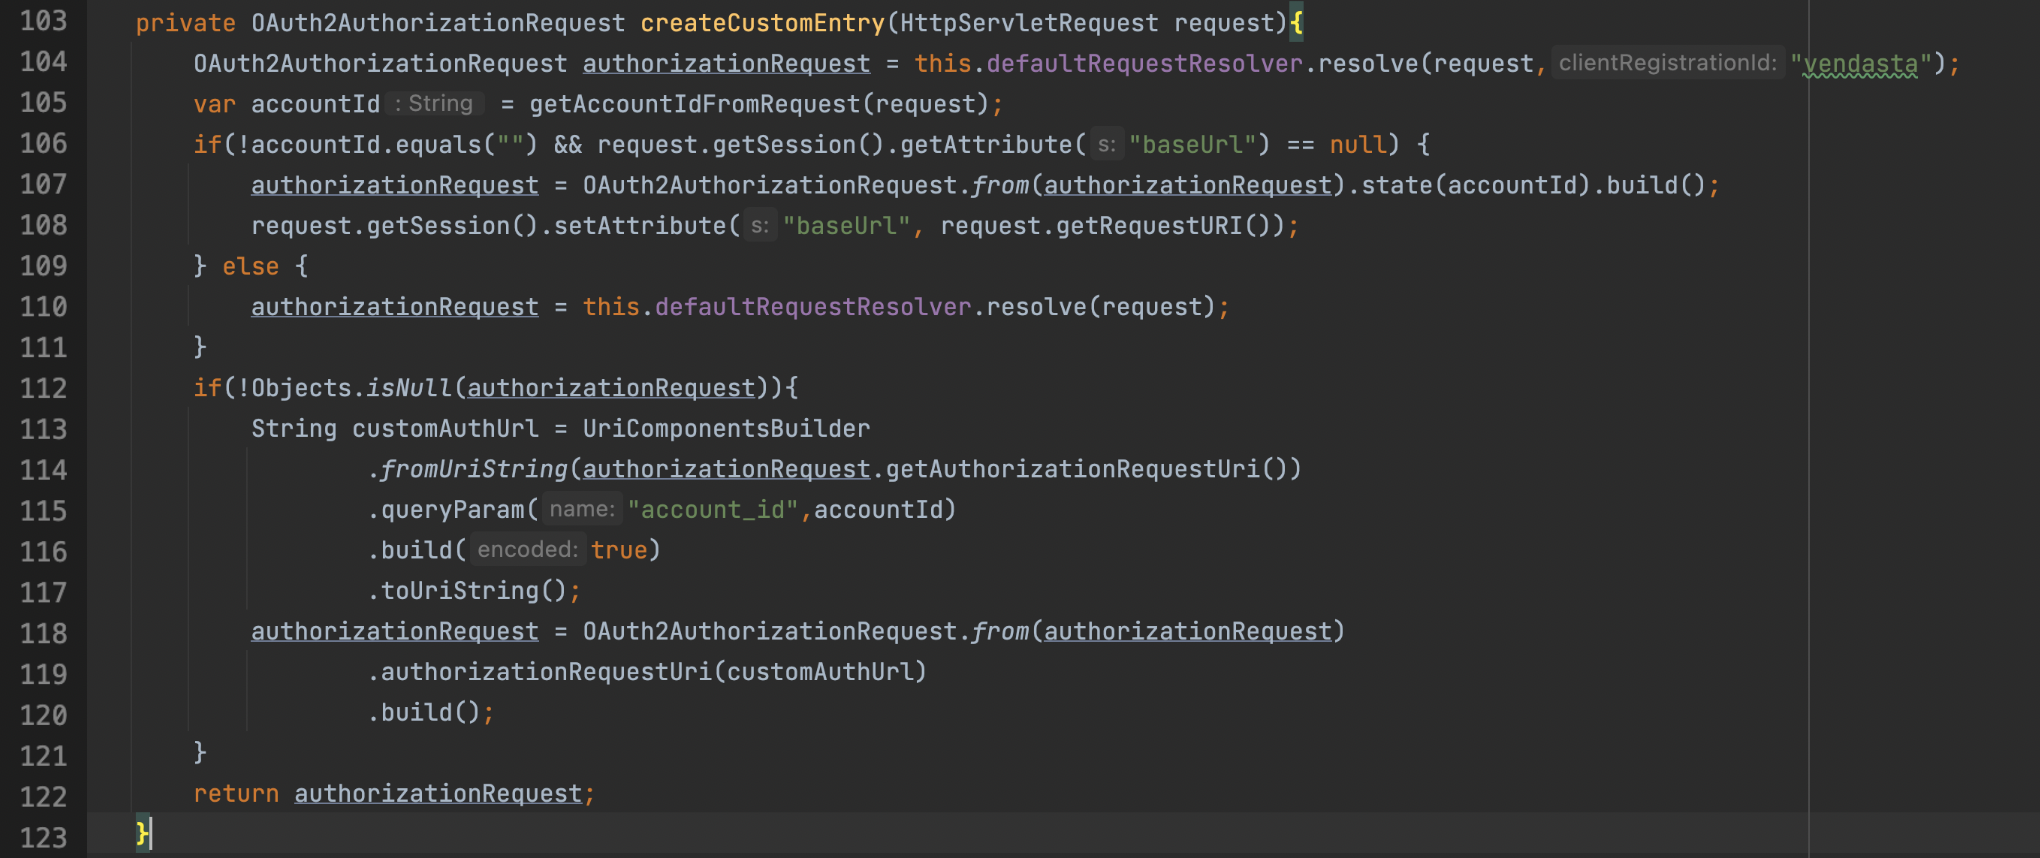 103 private OAuth2AuthorizationRequest createCustomEntry(HttpServletRequest request){
104 OAuth2AuthorizationRequest authorizationRequest = this.defaultRequestResolver.resolve(request, clientRegistrationId: "vendasta");
105 var accountId : String = getAccountIdFromRequest(request);
106 if(!accountId.equals("") && request.getSession().getAttribute( s: "baseUrl") == null) {
107 authorizationRequest = OAuth2AuthorizationRequest.from(authorizationRequest).state(accountId).build();
108 request.getSession().setAttribute( s: "baseUrl", request.getRequestURI());
109 } else {
110 authorizationRequest = this.defaultRequestResolver.resolve(request);
111 }
112 if(!Objects.isNull(authorizationRequest)){
113 String customAuthUrl = UriComponentsBuilder
114 .fromUriString(authorizationRequest.getAuthorizationRequestUri())
115 .queryParam( name: "account_id",accountId)
116 .build( encoded: true)
117 .toUriString();
118 authorizationRequest = OAuth2AuthorizationRequest.from(authorizationRequest)
119 .authorizationRequestUri(customAuthUrl)
120 .build();
121 }
122 return authorizationRequest;
123 }